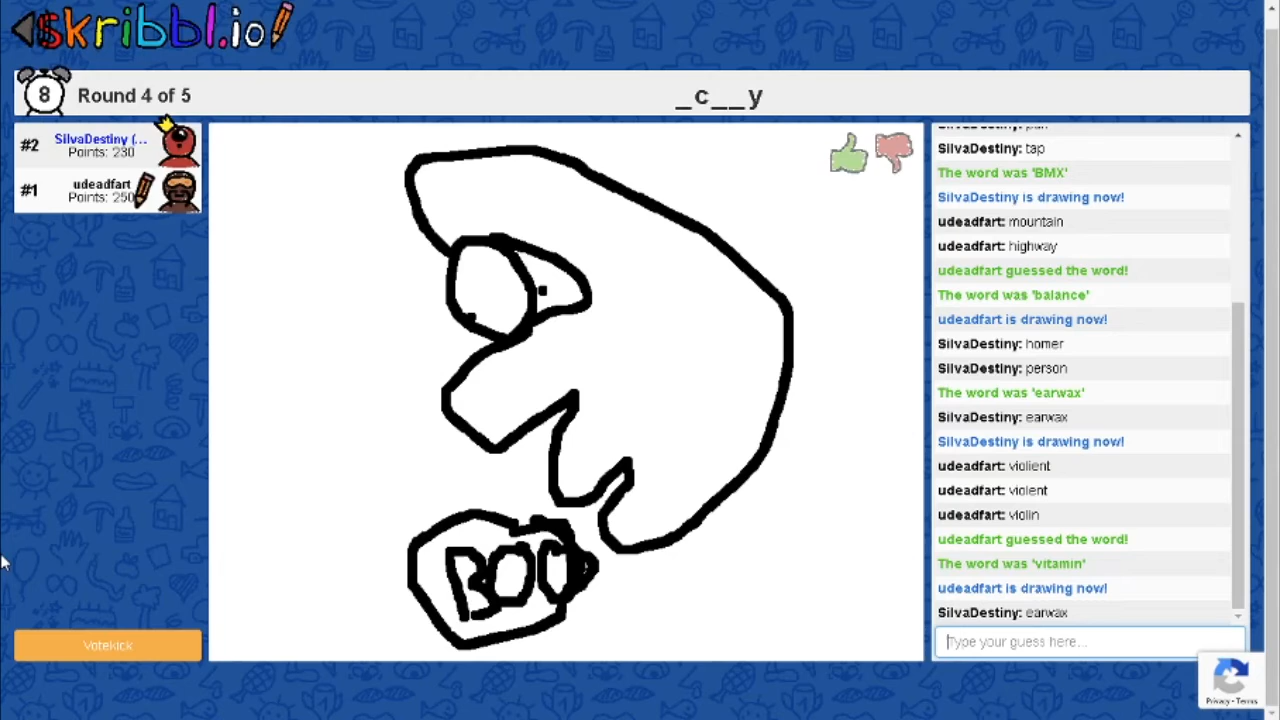 skribbl.io
8
Round 4 of 5
_c__y
#2
SilvaDestiny (...
Points: 230
#1
udeadfart
Points: 250
BOO
SilvaDestiny: tap
The word was 'BMX'
SilvaDestiny is drawing now!
udeadfart: mountain
udeadfart: highway
udeadfart guessed the word!
The word was 'balance'
udeadfart is drawing now!
SilvaDestiny: homer
SilvaDestiny: person
The word was 'earwax'
SilvaDestiny: earwax
SilvaDestiny is drawing now!
udeadfart: violient
udeadfart: violent
udeadfart: violin
udeadfart guessed the word!
The word was 'vitamin'
udeadfart is drawing now!
SilvaDestiny: earwax
Type your guess here...
Votekick
Privacy - Terms